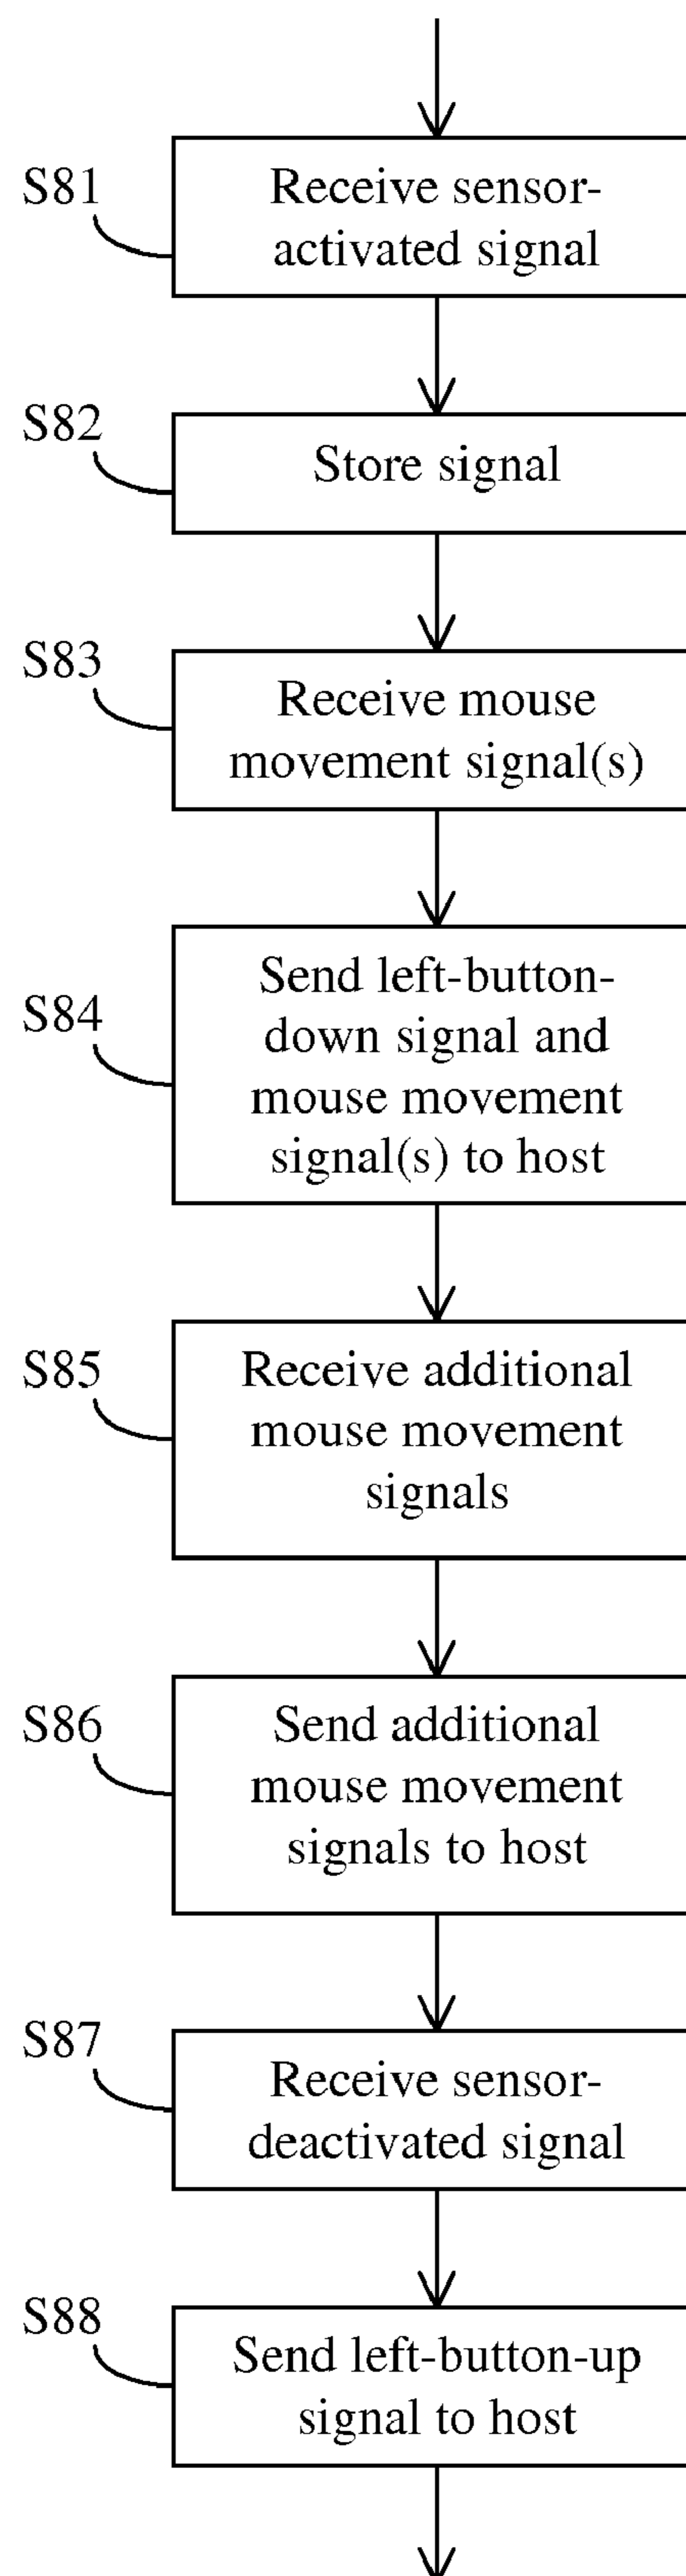 S81
Receive sensor-
activated signal
S82
Store signal
S83
Receive mouse
movement signal(s)
S84
Send left-button-
down signal and
mouse movement
signal(s) to host
S85
Receive additional
mouse movement
signals
S86
Send additional
mouse movement
signals to host
S87
Receive sensor-
deactivated signal
S88
Send left-button-up
signal to host